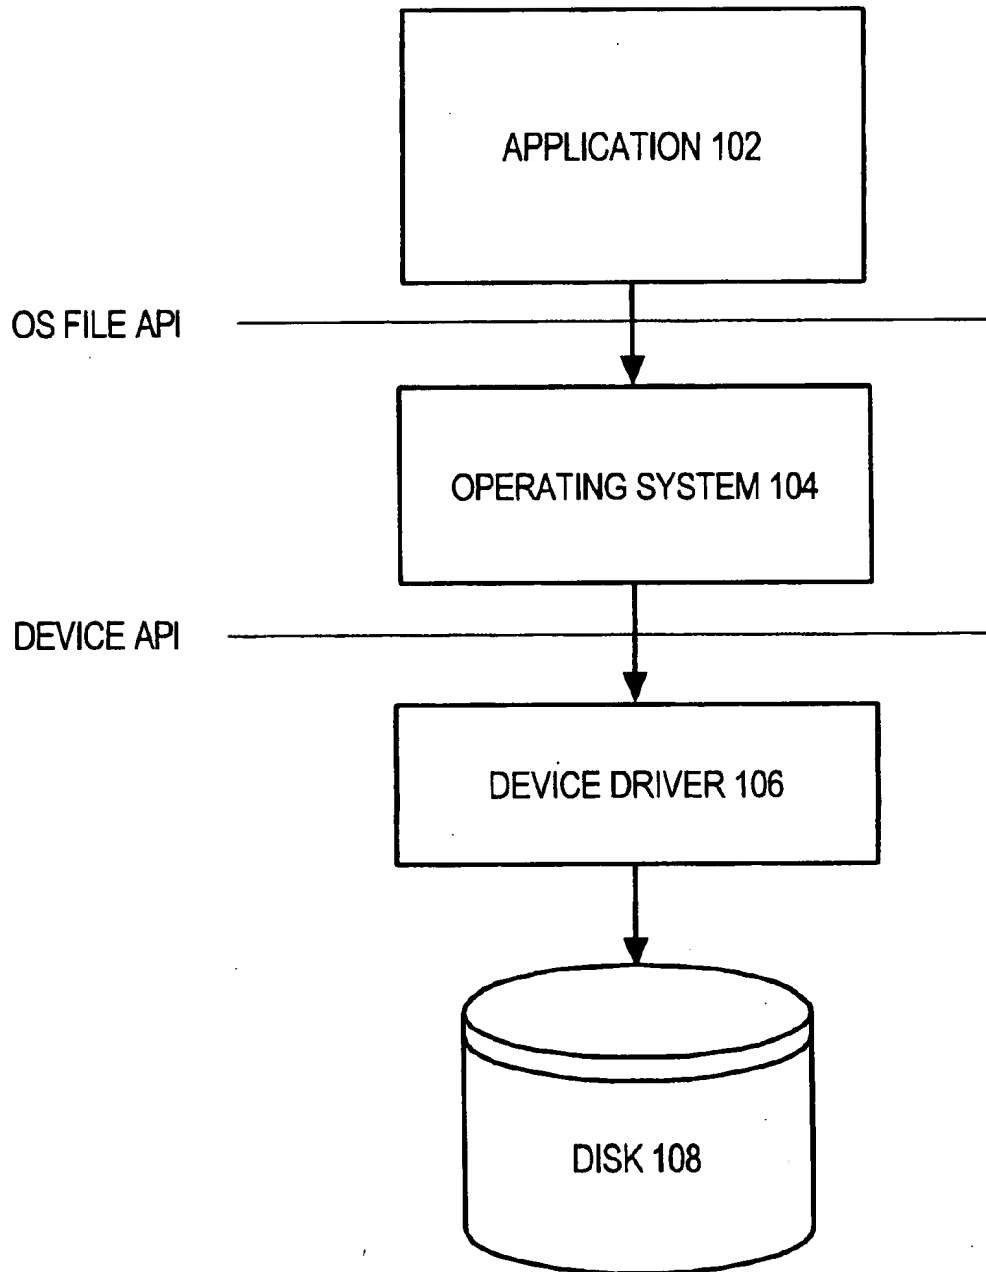 APPLICATION 102
OS FILE API
OPERATING SYSTEM 104
DEVICE API
DEVICE DRIVER 106
DISK 108